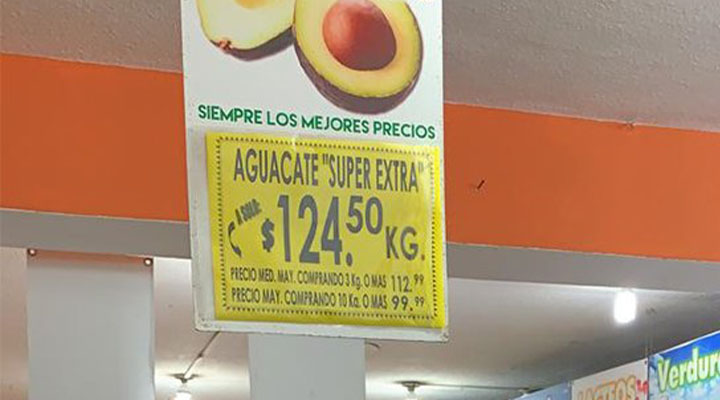 SIEMPRE LOS MEJORES PRECIOS
AGUACATE "SUPER EXTRA"
A SOLO:
$124.50 KG.
PRECIO MED. MAY. COMPRANDO 3 Kg. O MAS 112.99
PRECIO MAY. COMPRANDO 10 Kg. O MAS 99.99
LACTEOS
Verdura